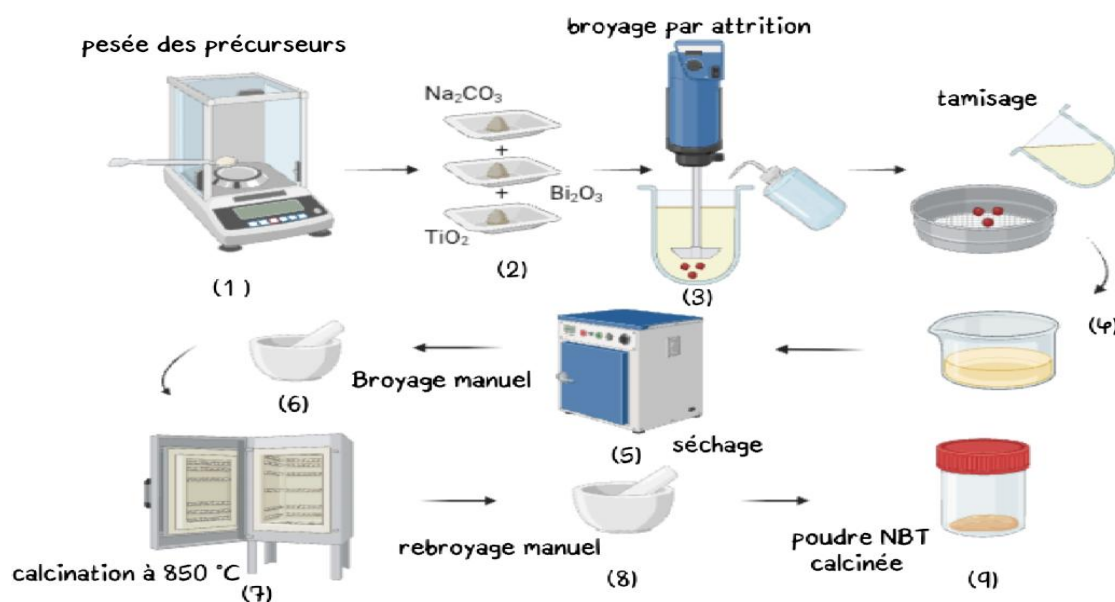 pesée des précurseurs
(1)
Na₂CO₃
+
+
Bi₂O₃
TiO₂
(2)
broyage par attrition
(3)
tamisage
(4)
(5)
séchage
Broyage manuel
(6)
calcination à 850 °C
(7)
rebroyage manuel
(8)
poudre NBT
calcinée
(9)